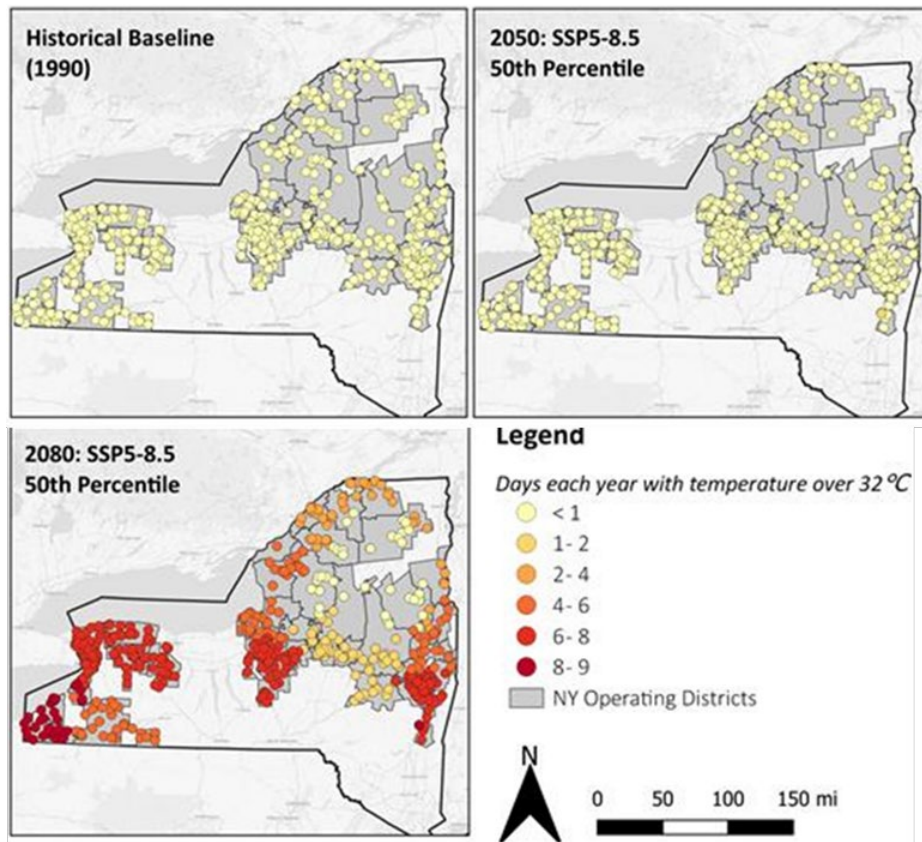 Historical Baseline
(1990)
2050: SSP5-8.5
50th Percentile
2080: SSP5-8.5
50th Percentile
Legend
Days each year with temperature over 32 °C
< 1
1- 2
2- 4
4- 6
6- 8
8- 9
NY Operating Districts
N
0 50 100 150 mi